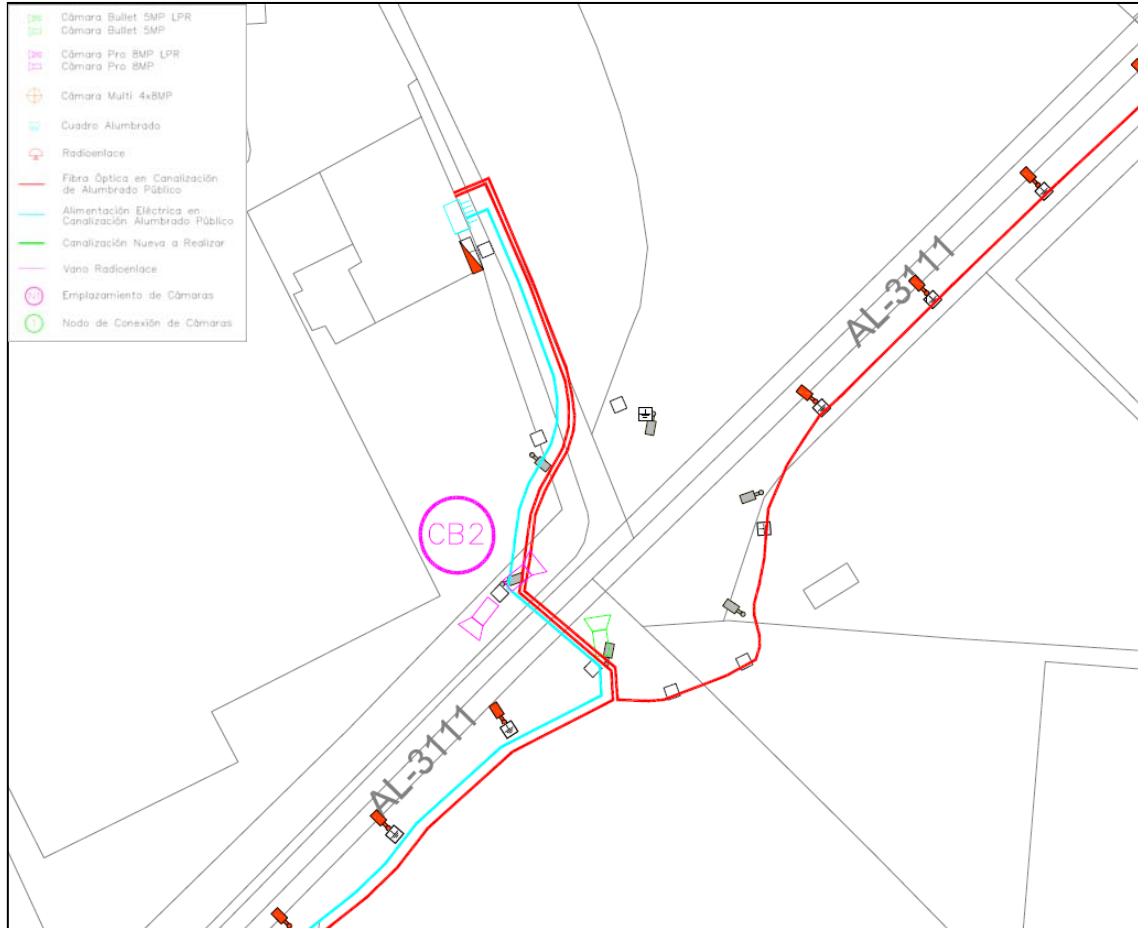 Cámara Bullet 5MP LPR
Cámara Bullet 5MP
Cámara Pro 8MP LPR
Cámara Pro 8MP
Cámara Multi 4x8MP
Cuadro Alumbrado
Radioenlace
Fibra Óptica en Canalización
de Alumbrado Público
Alimentación Eléctrica en
Canalización Alumbrado Público
Canalización Nueva a Realizar
Vano Radioenlace
Emplazamiento de Cámaras
Nodo de Conexión de Cámaras
AL-3111
CB2
AL-3111